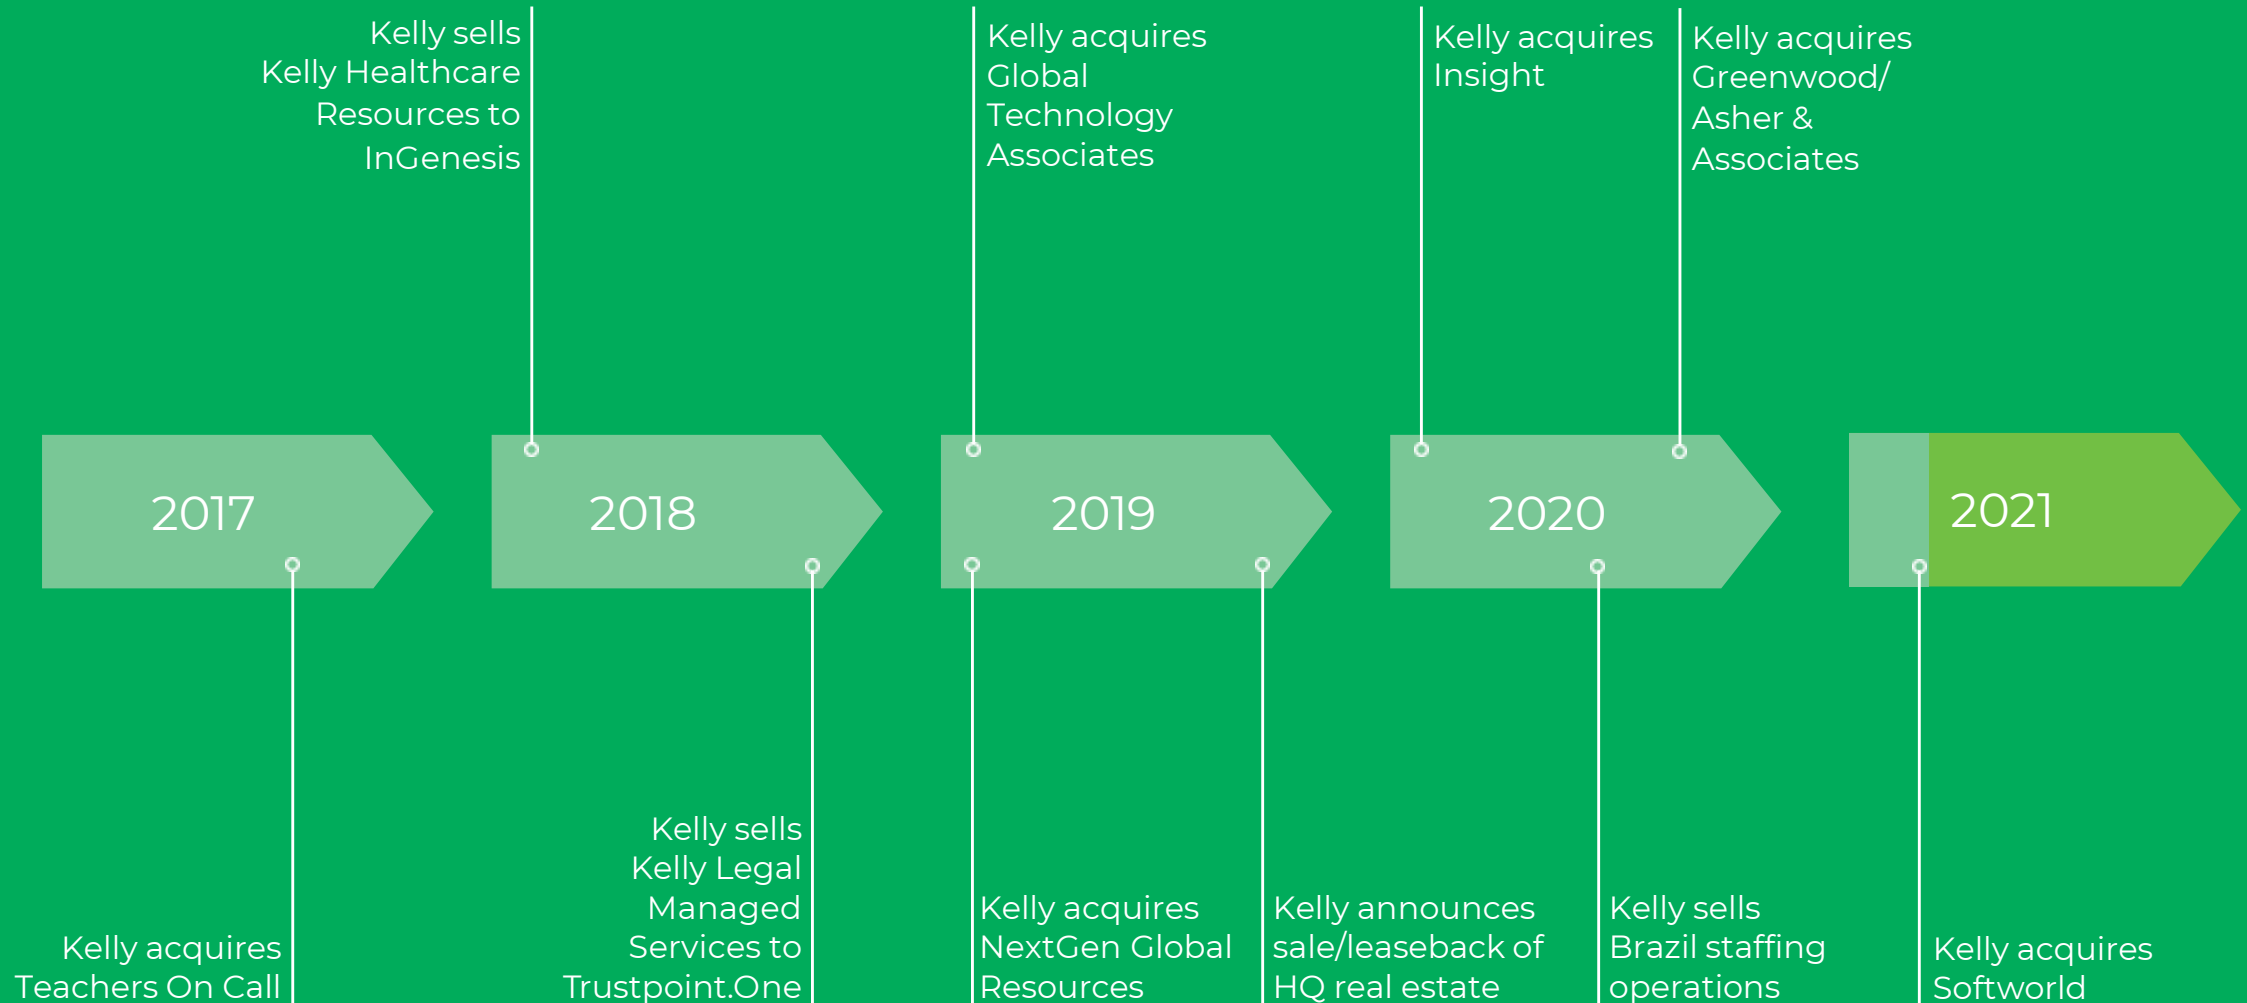 Kelly sells
Kelly Healthcare
Resources to
InGenesis
Kelly acquires
Global
Technology
Associates
Kelly acquires
Insight
Kelly acquires
Greenwood/
Asher &
Associates
2017
2018
2019
2020
2021
Kelly acquires
Teachers On Call
Kelly sells
Kelly Legal
Managed
Services to
Trustpoint.One
Kelly acquires
NextGen Global
Resources
Kelly announces
sale/leaseback of
HQ real estate
Kelly sells
Brazil staffing
operations
Kelly acquires
Softworld